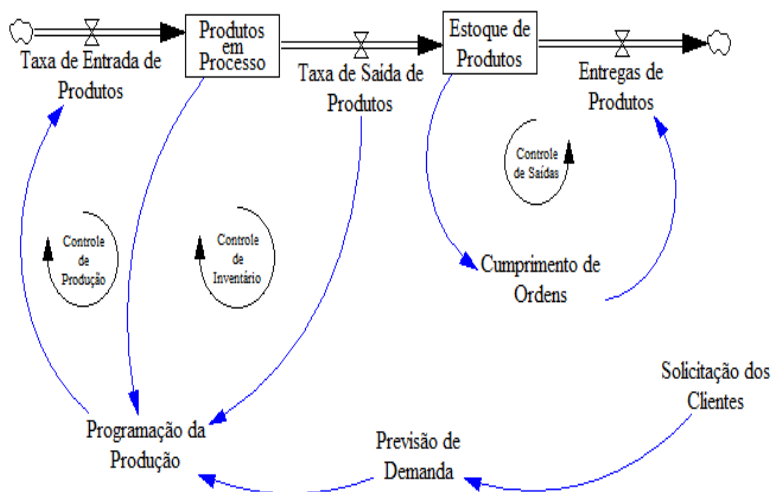 Produtos
em
Processo
Estoque de
Produtos
Taxa de Entrada de
Produtos
Taxa de Saída de
Produtos
Entregas de
Produtos
Controle
de Saídas
Controle
de
Produção
Controle
de
Inventário
Cumprimento de
Ordens
Solicitação dos
Clientes
Programação da
Produção
Previsão de
Demanda